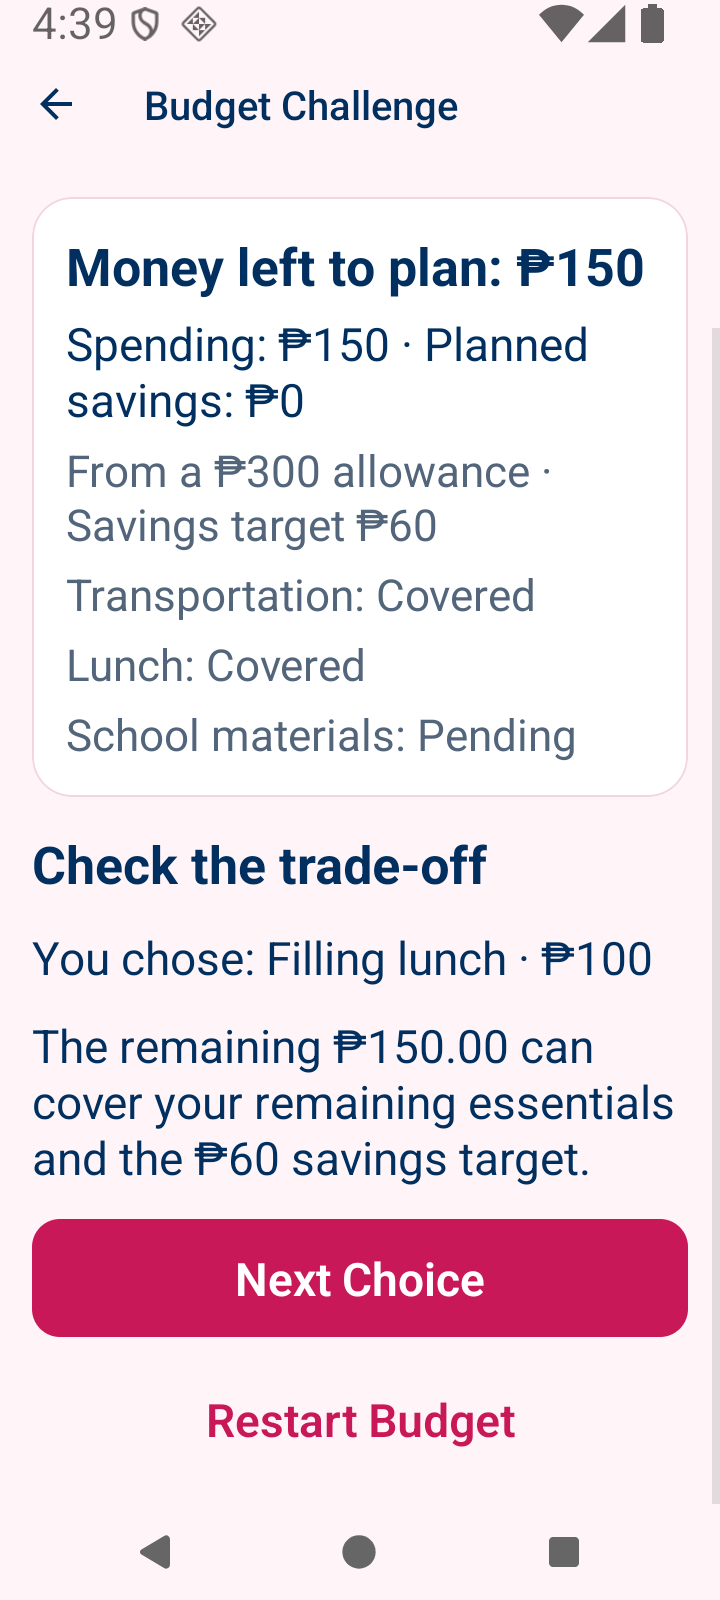 4:39
Budget Challenge
Money left to plan: ₱150
Spending: ₱150 · Planned
savings: ₱0
From a ₱300 allowance ·
Savings target ₱60
Transportation: Covered
Lunch: Covered
School materials: Pending
Check the trade-off
You chose: Filling lunch · ₱100
The remaining ₱150.00 can
cover your remaining essentials
and the ₱60 savings target.
Next Choice
Restart Budget